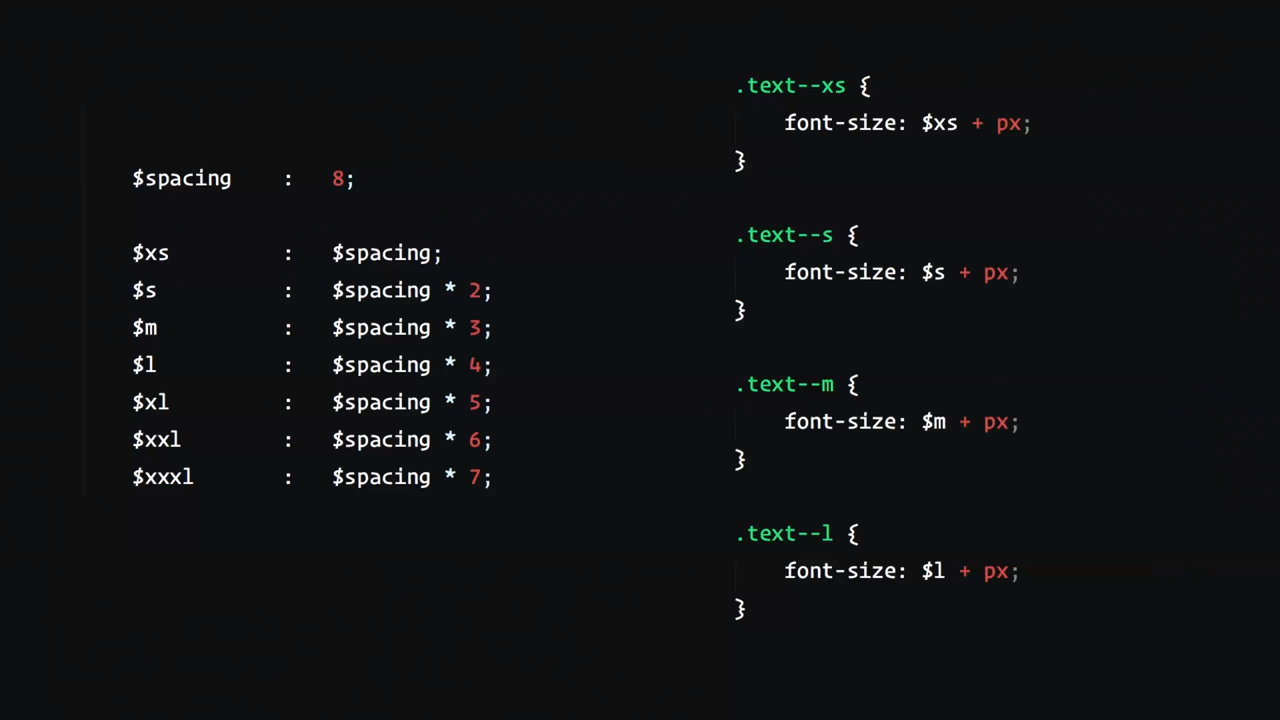 $spacing : 8;
$xs : $spacing;
$s : $spacing * 2;
$m : $spacing * 3;
$l : $spacing * 4;
$xl : $spacing * 5;
$xxl : $spacing * 6;
$xxxl : $spacing * 7;
.text--xs {
font-size: $xs + px;
}
.text--s {
font-size: $s + px;
}
.text--m {
font-size: $m + px;
}
.text--l {
font-size: $l + px;
}